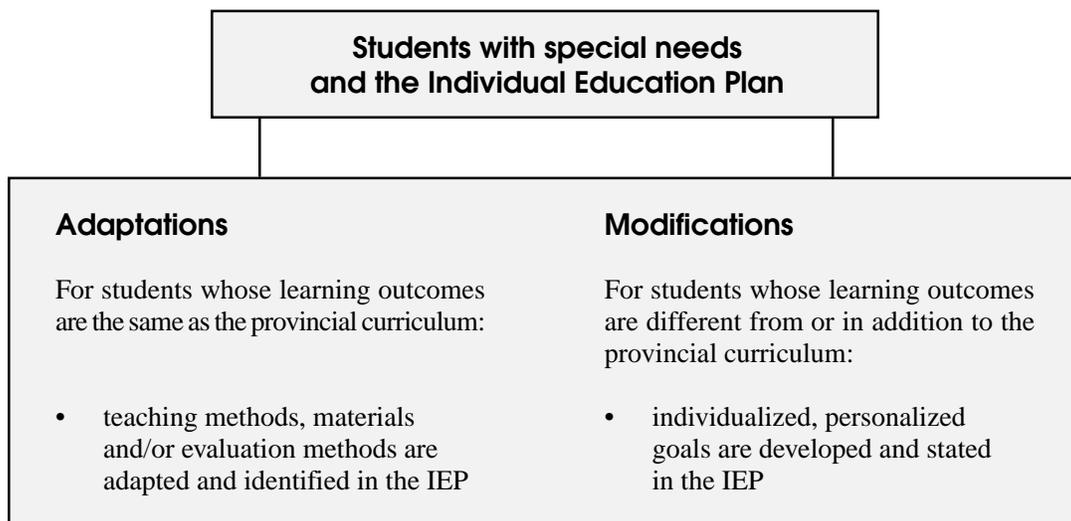 Students with special needs
and the Individual Education Plan
Adaptations
For students whose learning outcomes
are the same as the provincial curriculum:
• teaching methods, materials
and/or evaluation methods are
adapted and identified in the IEP
Modifications
For students whose learning outcomes
are different from or in addition to the
provincial curriculum:
• individualized, personalized
goals are developed and stated
in the IEP